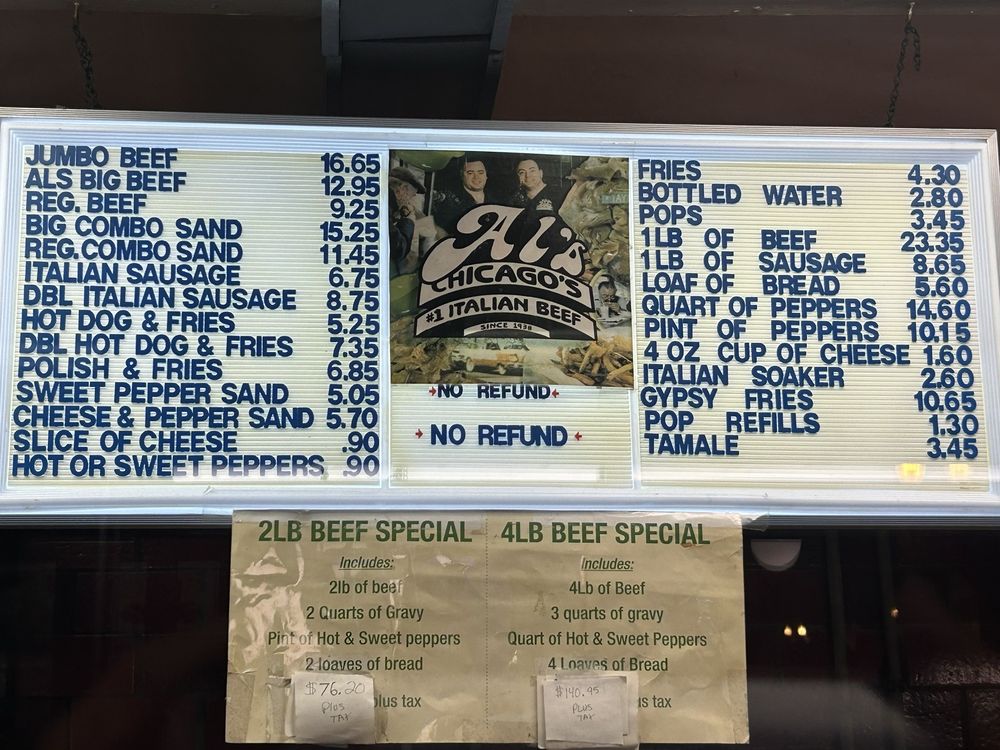 JUMBO BEEF 16.65
ALS BIG BEEF 12.95
REG. BEEF 9.25
BIG COMBO SAND 15.25
REG.COMBO SAND 11.45
ITALIAN SAUSAGE 6.75
DBL ITALIAN SAUSAGE 8.75
HOT DOG & FRIES 5.25
DBL HOT DOG & FRIES 7.35
POLISH & FRIES 6.85
SWEET PEPPER SAND 5.05
CHEESE & PEPPER SAND 5.70
SLICE OF CHEESE .90
HOT OR SWEET PEPPERS .90
Al's
CHICAGO'S
#1 ITALIAN BEEF
SINCE 1938
NO REFUND
NO REFUND
FRIES 4.30
BOTTLED WATER 2.80
POPS 3.45
1LB OF BEEF 23.35
1LB OF SAUSAGE 8.65
LOAF OF BREAD 5.60
QUART OF PEPPERS 14.60
PINT OF PEPPERS 10.15
4 OZ CUP OF CHEESE 1.60
ITALIAN SOAKER 2.60
GYPSY FRIES 10.65
POP REFILLS 1.30
TAMALE 3.45
2LB BEEF SPECIAL
Includes:
2lb of beef
2 Quarts of Gravy
Pint of Hot & Sweet peppers
2 loaves of bread
$76.20
Plus
TAX
plus tax
4LB BEEF SPECIAL
Includes:
4Lb of Beef
3 quarts of gravy
Quart of Hot & Sweet Peppers
4 Loaves of Bread
$140.95
PLUS
TAX
us tax